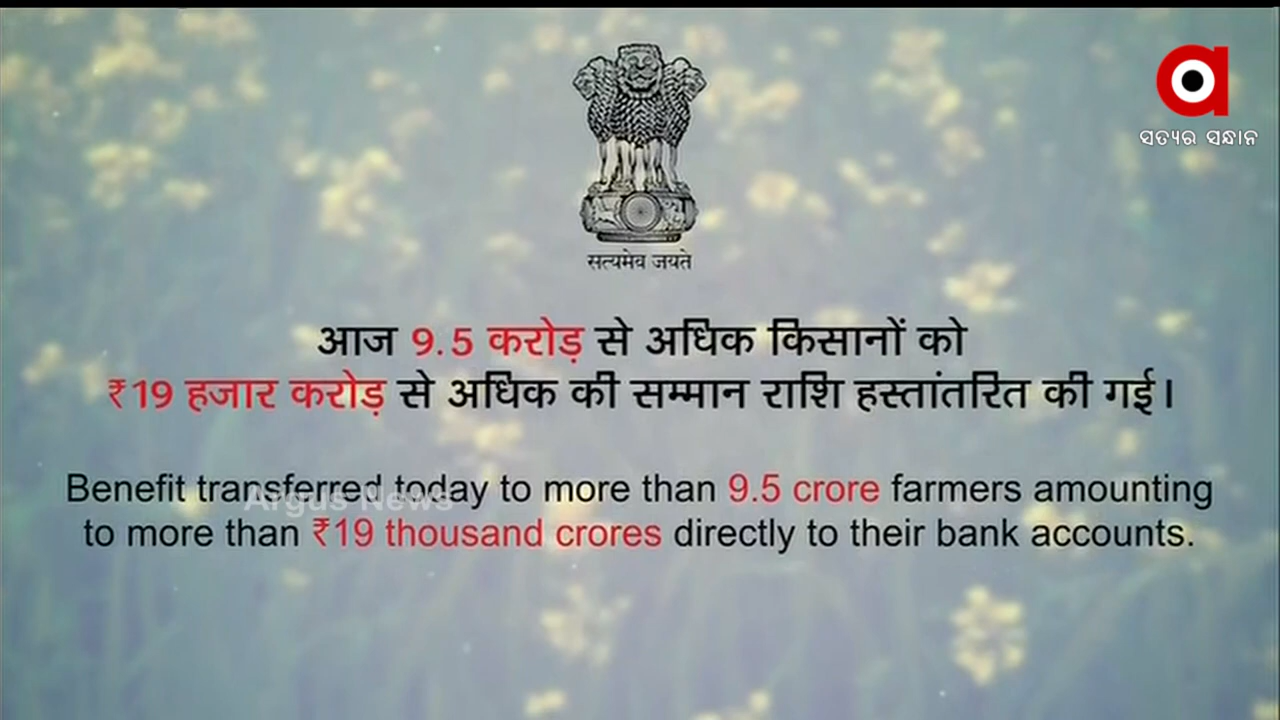 ସତ୍ୟର ସନ୍ଧାନ
सत्यमेव जयते
आज 9.5 करोड़ से अधिक किसानों को
₹19 हजार करोड़ से अधिक की सम्मान राशि हस्तांतरित की गई।
Benefit transferred today to more than 9.5 crore farmers amounting
Argus News
to more than ₹19 thousand crores directly to their bank accounts.